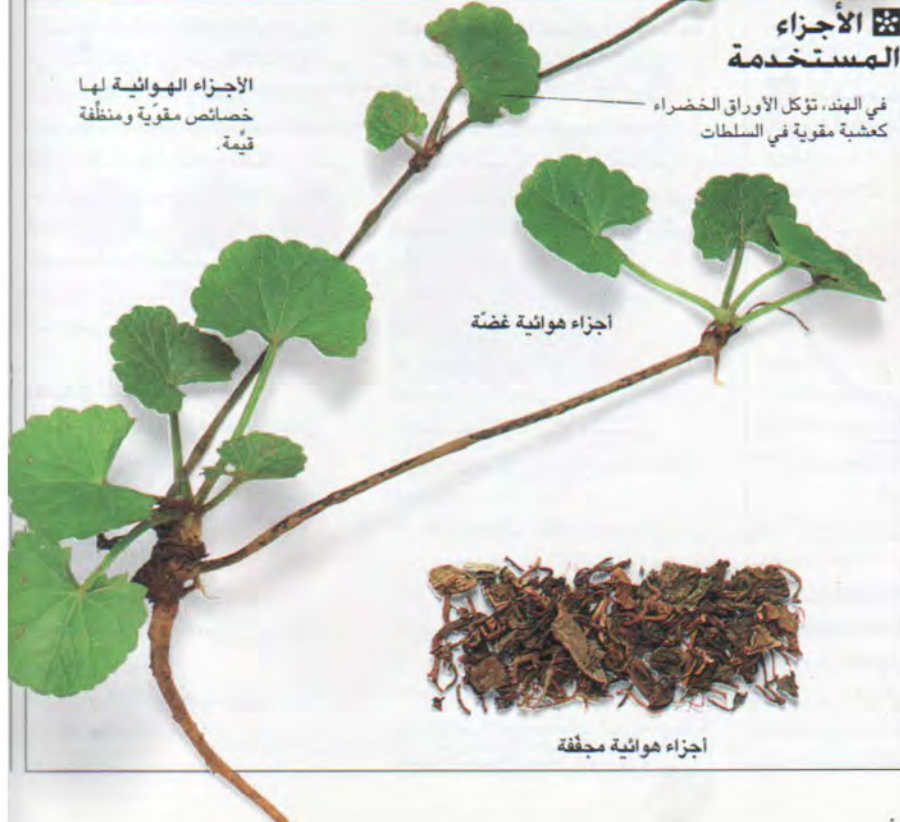 الأجزاء
المستخدمة
في الهند، تؤكل الأوراق الخضراء
كعشبة مقوية في السلطات
الأجزاء الهوائية لها
خصائص مقوّية ومنظّفة
قيّمة.
أجزاء هوائية غضّة
أجزاء هوائية مجفّفة